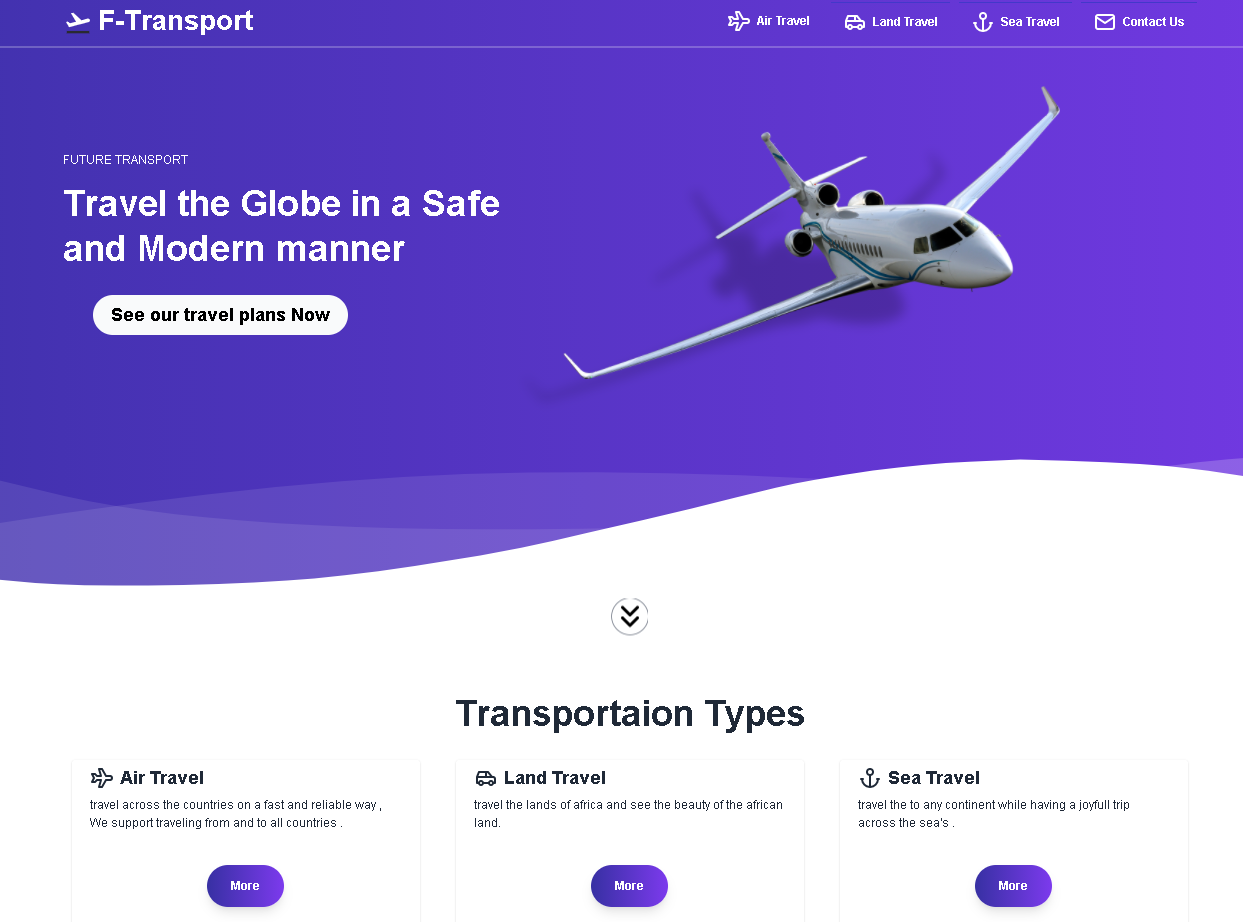 F-Transport
Air Travel
Land Travel
Sea Travel
Contact Us
FUTURE TRANSPORT
Travel the Globe in a Safe
and Modern manner
See our travel plans Now
Transportaion Types
Air Travel
travel across the countries on a fast and reliable way ,
We support traveling from and to all countries .
More
Land Travel
travel the lands of africa and see the beauty of the african
land.
More
Sea Travel
travel the to any continent while having a joyfull trip
across the sea's .
More